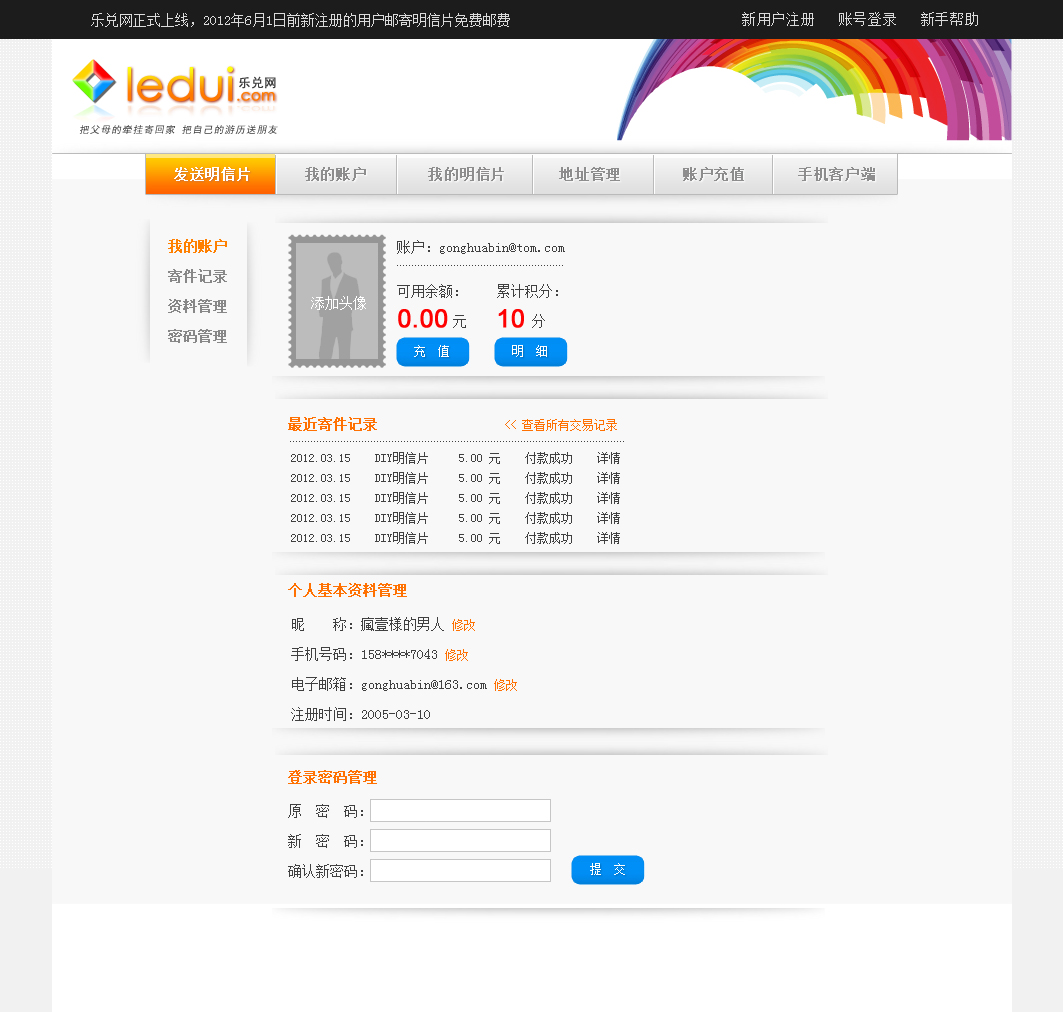 乐兑网正式上线，2012年6月1日前新注册的用户邮寄明信片免费邮费
新用户注册 账号登录 新手帮助
ledui.com 乐兑网
把父母的牵挂寄回家 把自己的游历送朋友
发送明信片 我的账户 我的明信片 地址管理 账户充值 手机客户端
我的账户
寄件记录
资料管理
密码管理
添加头像
账户：gonghuabin@tom.com
可用余额： 累计积分：
0.00 元 10 分
充 值 明 细
最近寄件记录 << 查看所有交易记录
2012.03.15 DIY明信片 5.00 元 付款成功 详情
2012.03.15 DIY明信片 5.00 元 付款成功 详情
2012.03.15 DIY明信片 5.00 元 付款成功 详情
2012.03.15 DIY明信片 5.00 元 付款成功 详情
2012.03.15 DIY明信片 5.00 元 付款成功 详情
个人基本资料管理
昵 称：瘋壹様的男人 修改
手机号码：158****7043 修改
电子邮箱：gonghuabin@163.com 修改
注册时间：2005-03-10
登录密码管理
原 密 码：
新 密 码：
确认新密码：
提 交